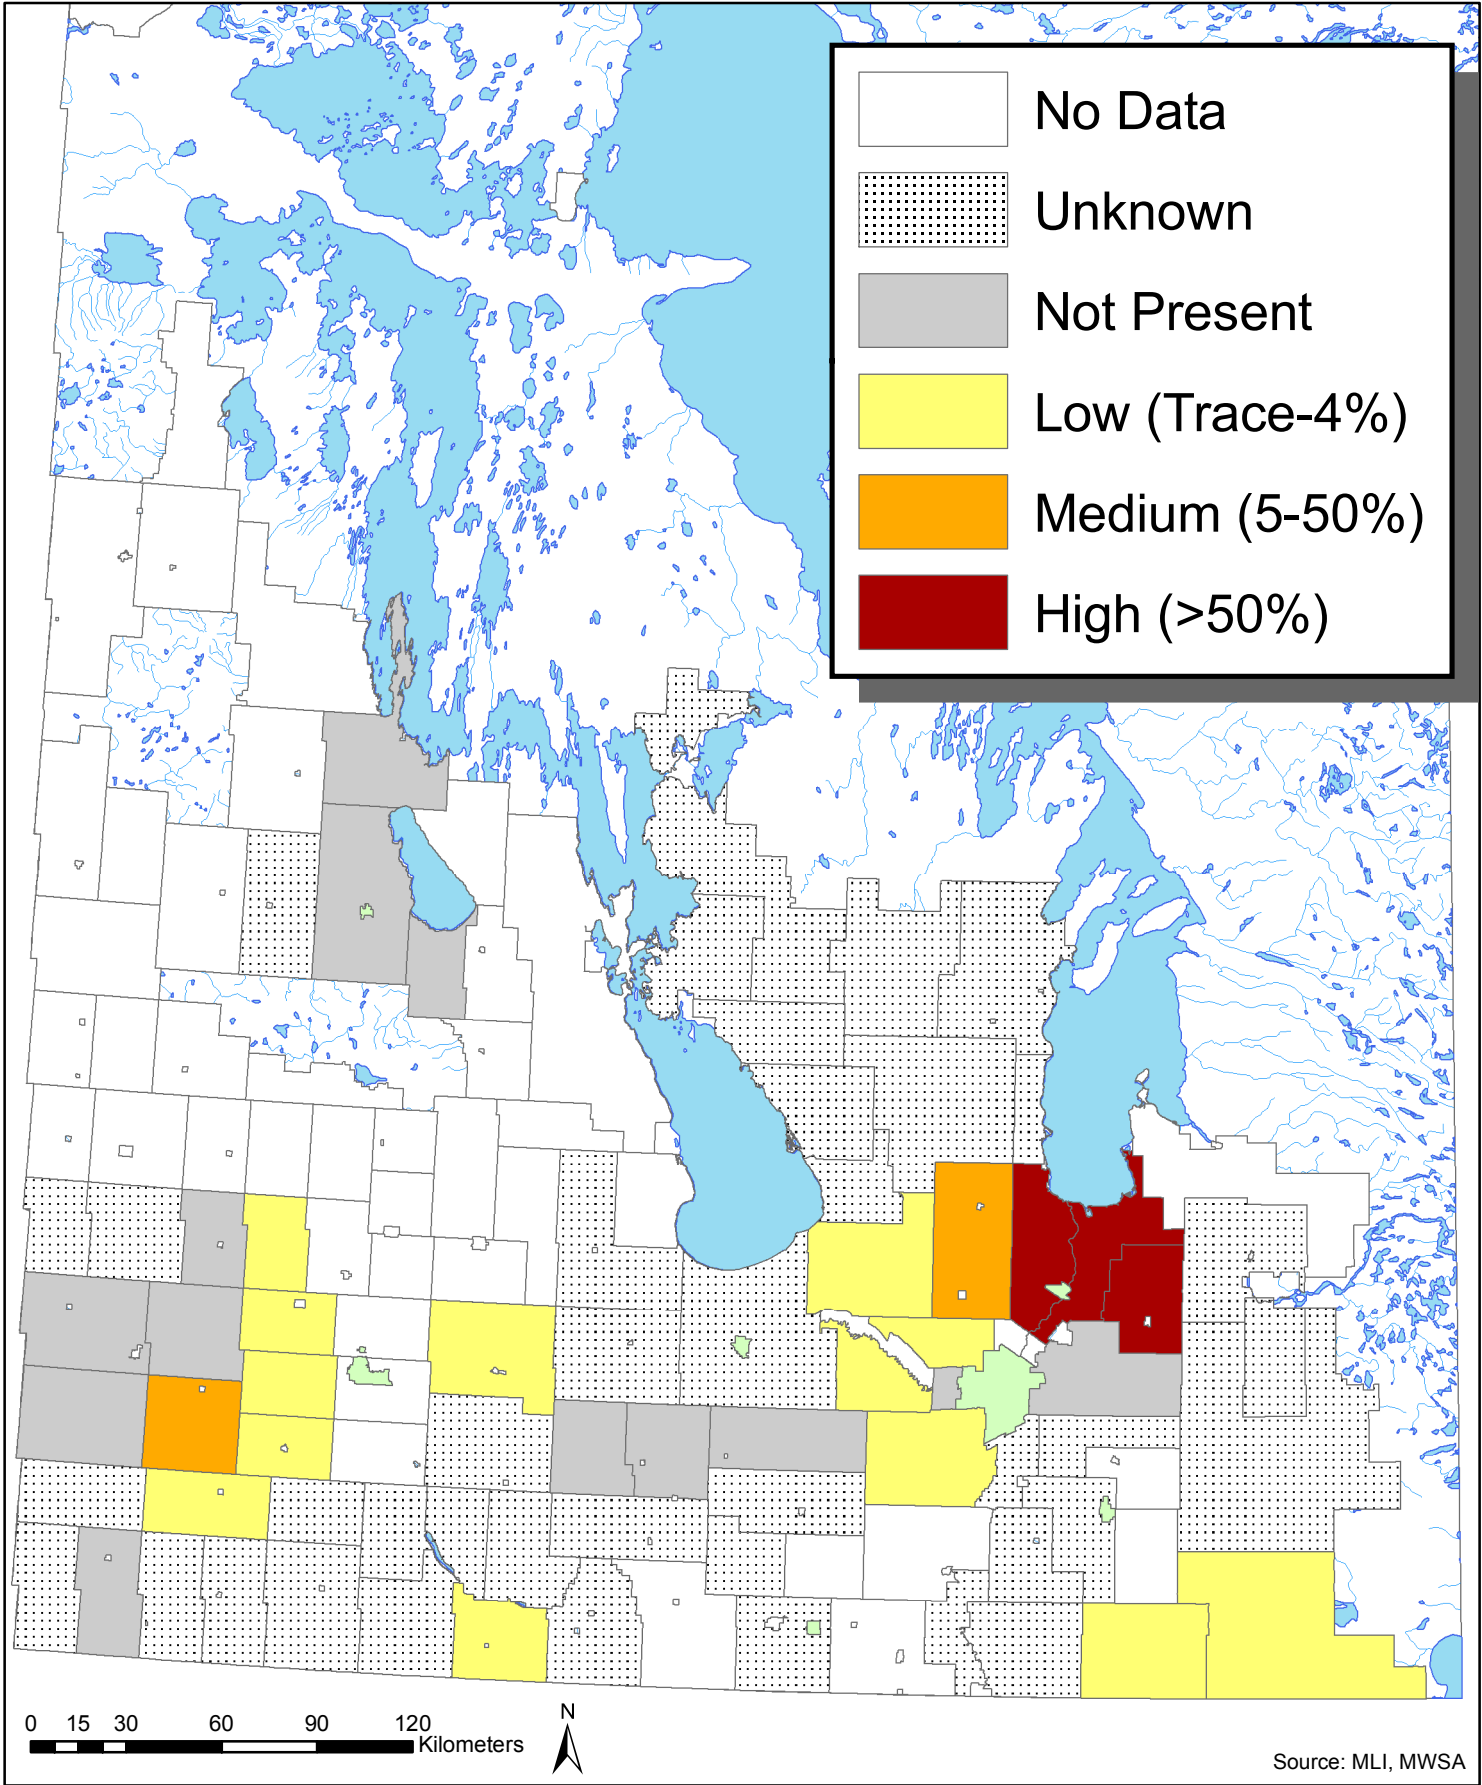 No Data
Unknown
Not Present
Low (Trace-4%)
Medium (5-50%)
High (>50%)
0 15 30 60 90 120
Kilometers
N
Source: MLI, MWSA